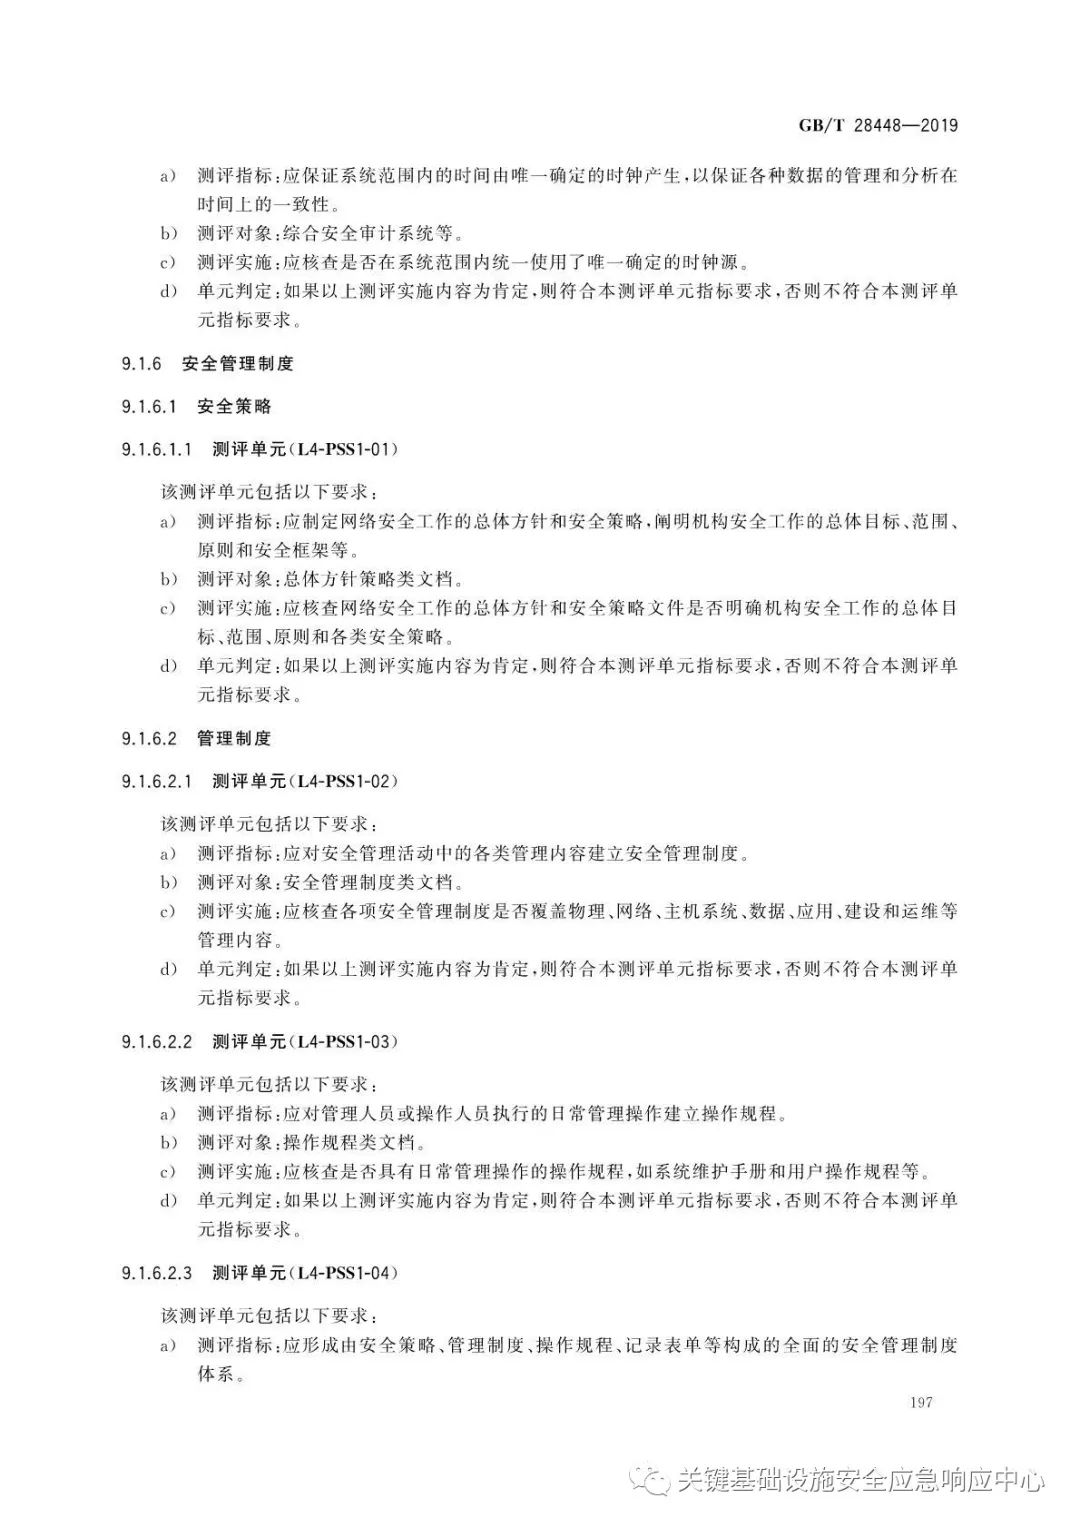 GB/T 28448—2019
a) 测评指标:应保证系统范围内的时间由唯一确定的时钟产生,以保证各种数据的管理和分析在
时间上的一致性。
b) 测评对象:综合安全审计系统等。
c) 测评实施:应核查是否在系统范围内统一使用了唯一确定的时钟源。
d) 单元判定:如果以上测评实施内容为肯定,则符合本测评单元指标要求,否则不符合本测评单
元指标要求。
9.1.6 安全管理制度
9.1.6.1 安全策略
9.1.6.1.1 测评单元(L4-PSS1-01)
该测评单元包括以下要求:
a) 测评指标:应制定网络安全工作的总体方针和安全策略,阐明机构安全工作的总体目标、范围、
原则和安全框架等。
b) 测评对象:总体方针策略类文档。
c) 测评实施:应核查网络安全工作的总体方针和安全策略文件是否明确机构安全工作的总体目
标、范围、原则和各类安全策略。
d) 单元判定:如果以上测评实施内容为肯定,则符合本测评单元指标要求,否则不符合本测评单
元指标要求。
9.1.6.2 管理制度
9.1.6.2.1 测评单元(L4-PSS1-02)
该测评单元包括以下要求:
a) 测评指标:应对安全管理活动中的各类管理内容建立安全管理制度。
b) 测评对象:安全管理制度类文档。
c) 测评实施:应核查各项安全管理制度是否覆盖物理、网络、主机系统、数据、应用、建设和运维等
管理内容。
d) 单元判定:如果以上测评实施内容为肯定,则符合本测评单元指标要求,否则不符合本测评单
元指标要求。
9.1.6.2.2 测评单元(L4-PSS1-03)
该测评单元包括以下要求:
a) 测评指标:应对管理人员或操作人员执行的日常管理操作建立操作规程。
b) 测评对象:操作规程类文档。
c) 测评实施:应核查是否具有日常管理操作的操作规程,如系统维护手册和用户操作规程等。
d) 单元判定:如果以上测评实施内容为肯定,则符合本测评单元指标要求,否则不符合本测评单
元指标要求。
9.1.6.2.3 测评单元(L4-PSS1-04)
该测评单元包括以下要求:
a) 测评指标:应形成由安全策略、管理制度、操作规程、记录表单等构成的全面的安全管理制度
体系。
197
关键基础设施安全应急响应中心